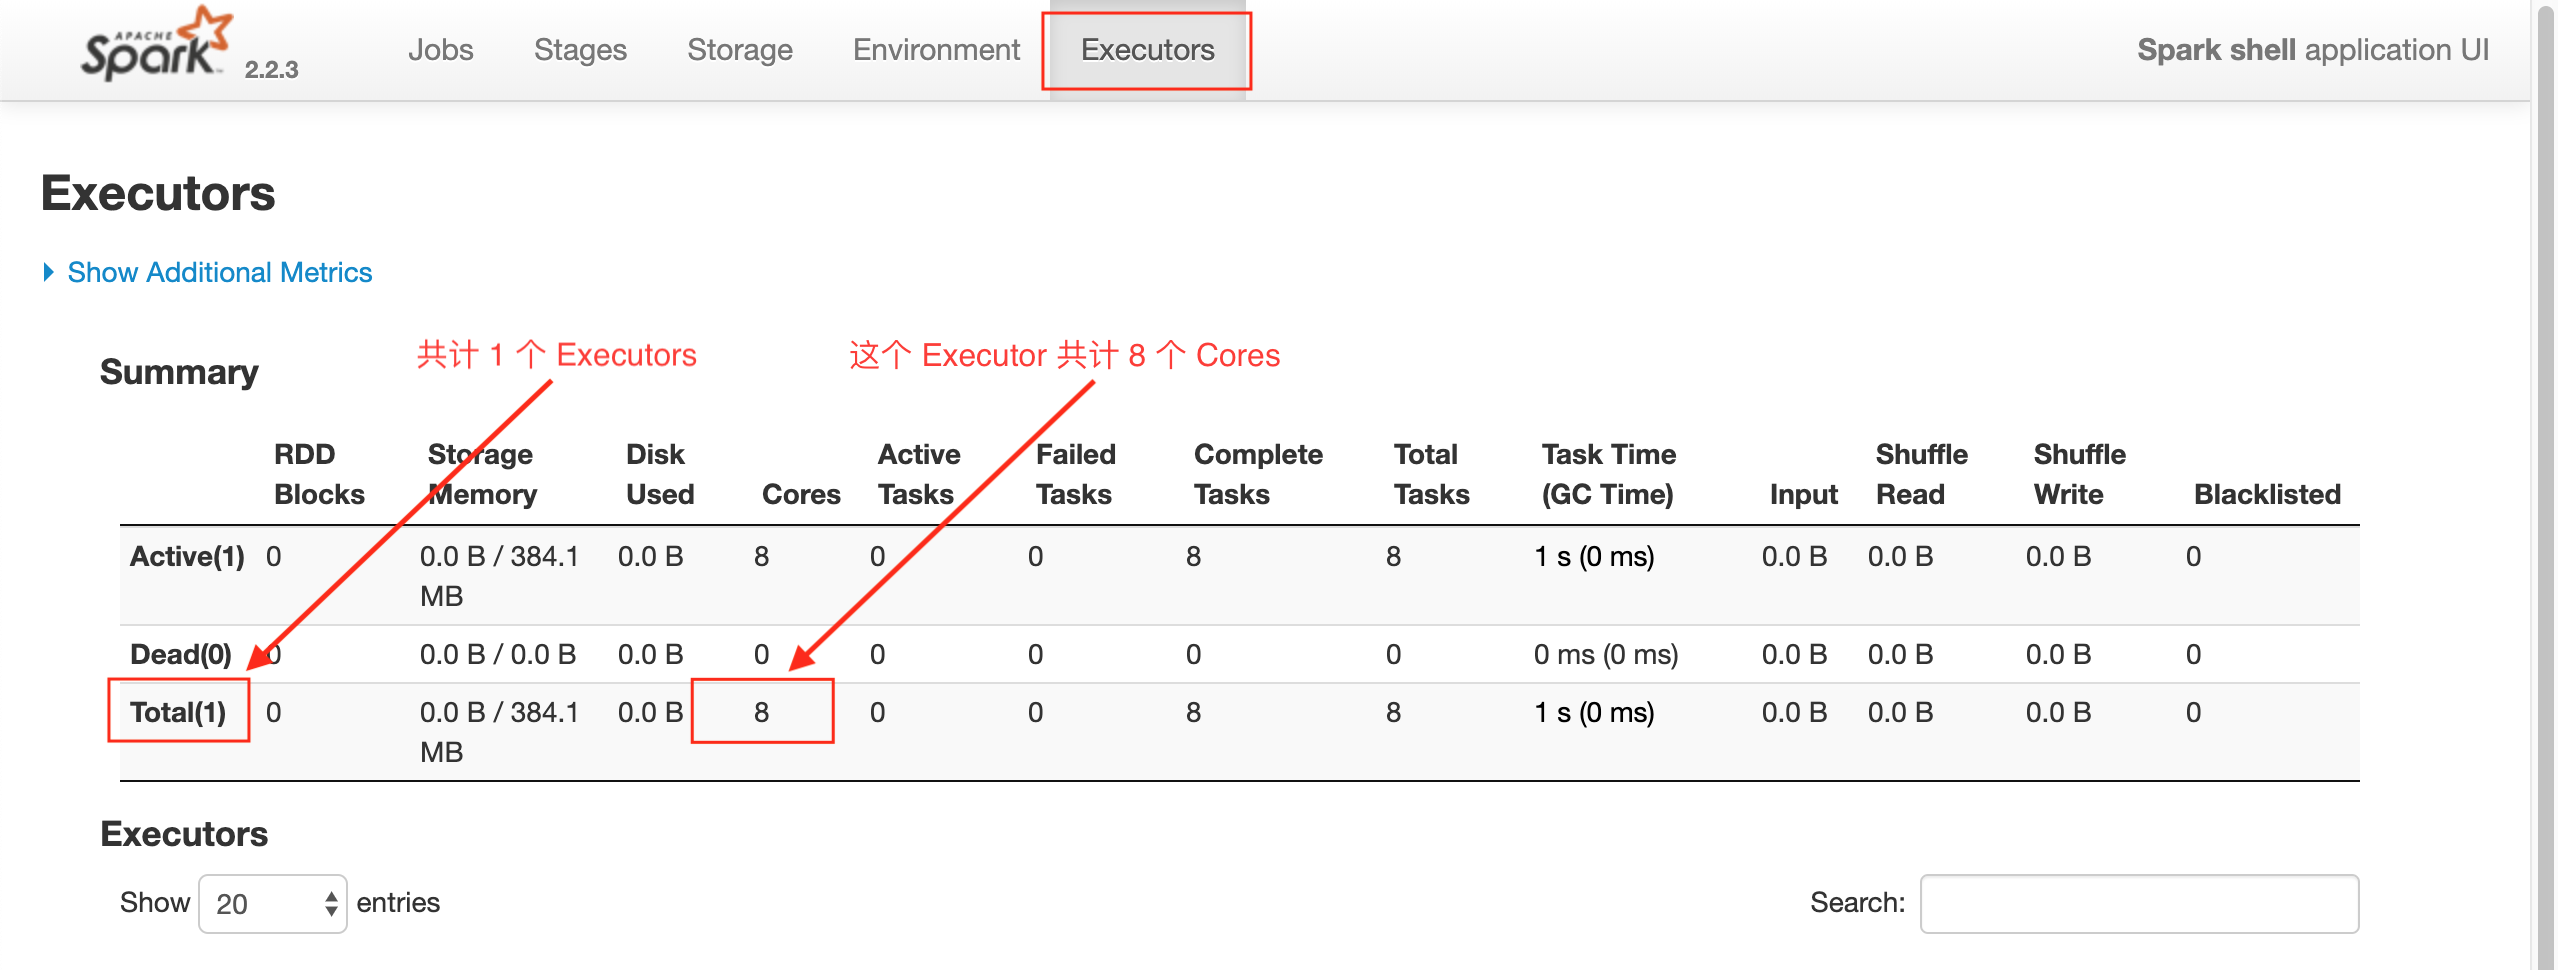 APACHE Spark 2.2.3 Jobs Stages Storage Environment Executors Spark shell application UI
Executors
Show Additional Metrics
共计 1 个 Executors 这个 Executor 共计 8 个 Cores
Summary
RDD Blocks Storage Memory Disk Used Cores Active Tasks Failed Tasks Complete Tasks Total Tasks Task Time (GC Time) Input Shuffle Read Shuffle Write Blacklisted
Active(1) 0 0.0 B / 384.1 MB 0.0 B 8 0 0 8 8 1 s (0 ms) 0.0 B 0.0 B 0.0 B 0
Dead(0) 0 0.0 B / 0.0 B 0.0 B 0 0 0 0 0 0 ms (0 ms) 0.0 B 0.0 B 0.0 B 0
Total(1) 0 0.0 B / 384.1 MB 0.0 B 8 0 0 8 8 1 s (0 ms) 0.0 B 0.0 B 0.0 B 0
Executors
Show 20 entries Search: